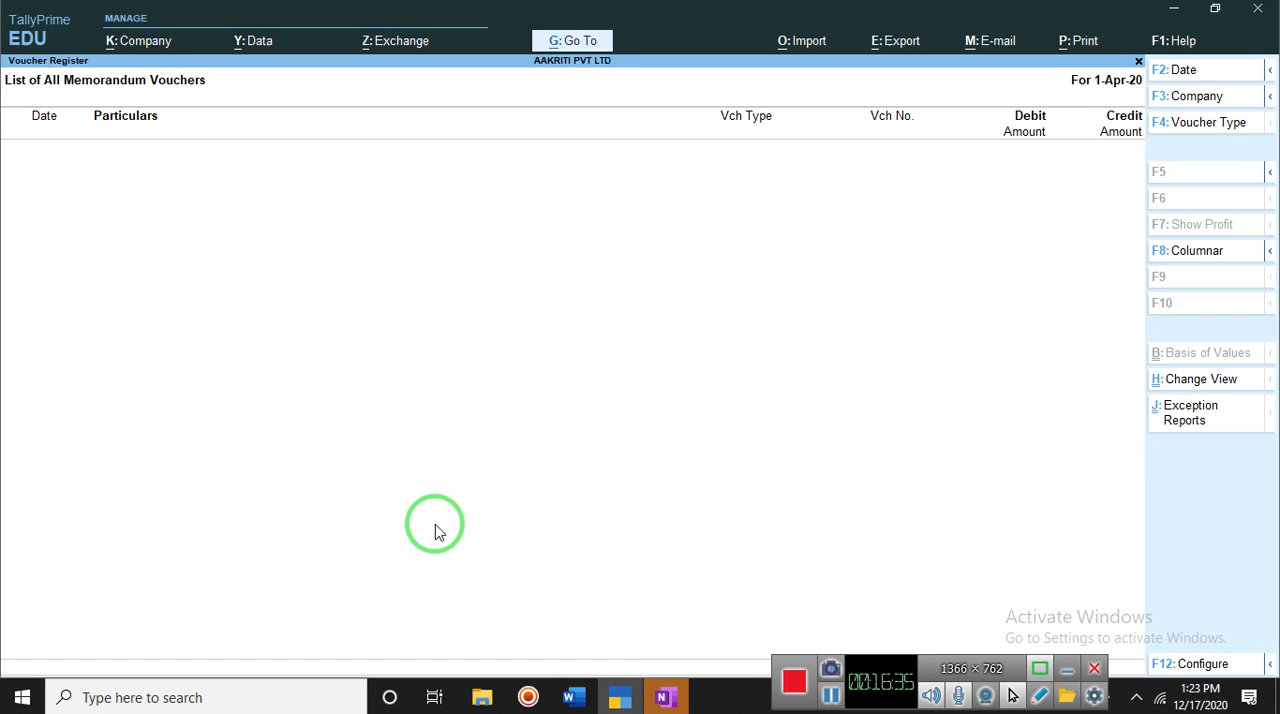 TallyPrime
MANAGE
EDU
K: Company
Y: Data
Z: Exchange
G: Go To
O: Import
E: Export
M: E-mail
P: Print
F1: Help
Voucher Register
AAKRITI PVT LTD
List of All Memorandum Vouchers
For 1-Apr-20
Date
Particulars
Vch Type
Vch No.
Debit
Amount
Credit
Amount
F2: Date
F3: Company
F4: Voucher Type
F5
F6
F7: Show Profit
F8: Columnar
F9
F10
B: Basis of Values
H: Change View
J: Exception
Reports
Activate Windows
Go to Settings to activate Windows.
F12: Configure
1366 × 762
00:16:35
Type here to search
1:23 PM
12/17/2020